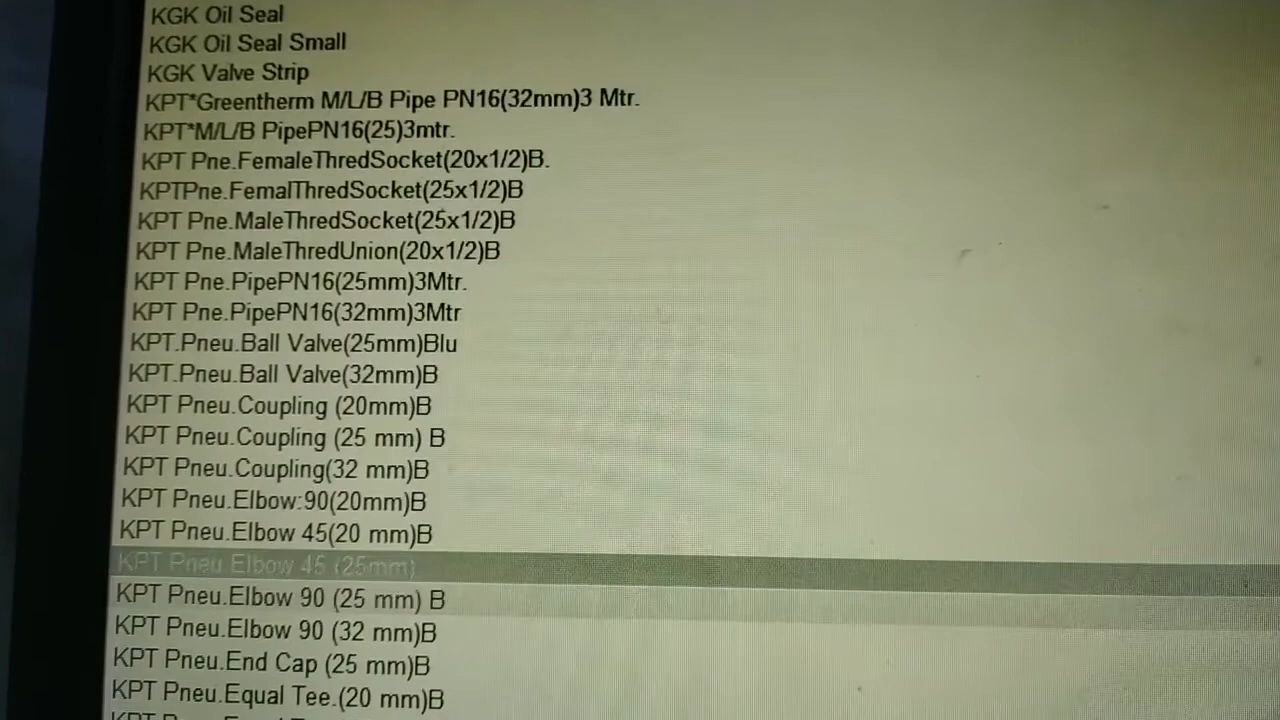 KGK Oil Seal
KGK Oil Seal Small
KGK Valve Strip
KPT*Greentherm M/L/B Pipe PN16(32mm)3 Mtr.
KPT*M/L/B PipePN16(25)3mtr.
KPT Pne.FemaleThredSocket(20x1/2)B.
KPTPne.FemalThredSocket(25x1/2)B
KPT Pne.MaleThredSocket(25x1/2)B
KPT Pne.MaleThredUnion(20x1/2)B
KPT Pne.PipePN16(25mm)3Mtr.
KPT Pne.PipePN16(32mm)3Mtr
KPT.Pneu.Ball Valve(25mm)Blu
KPT.Pneu.Ball Valve(32mm)B
KPT Pneu.Coupling (20mm)B
KPT Pneu.Coupling (25 mm) B
KPT Pneu.Coupling(32 mm)B
KPT Pneu.Elbow:90(20mm)B
KPT Pneu.Elbow 45(20 mm)B
KPT Pneu Elbow 45 (25mm)
KPT Pneu.Elbow 90 (25 mm) B
KPT Pneu.Elbow 90 (32 mm)B
KPT Pneu.End Cap (25 mm)B
KPT Pneu.Equal Tee.(20 mm)B